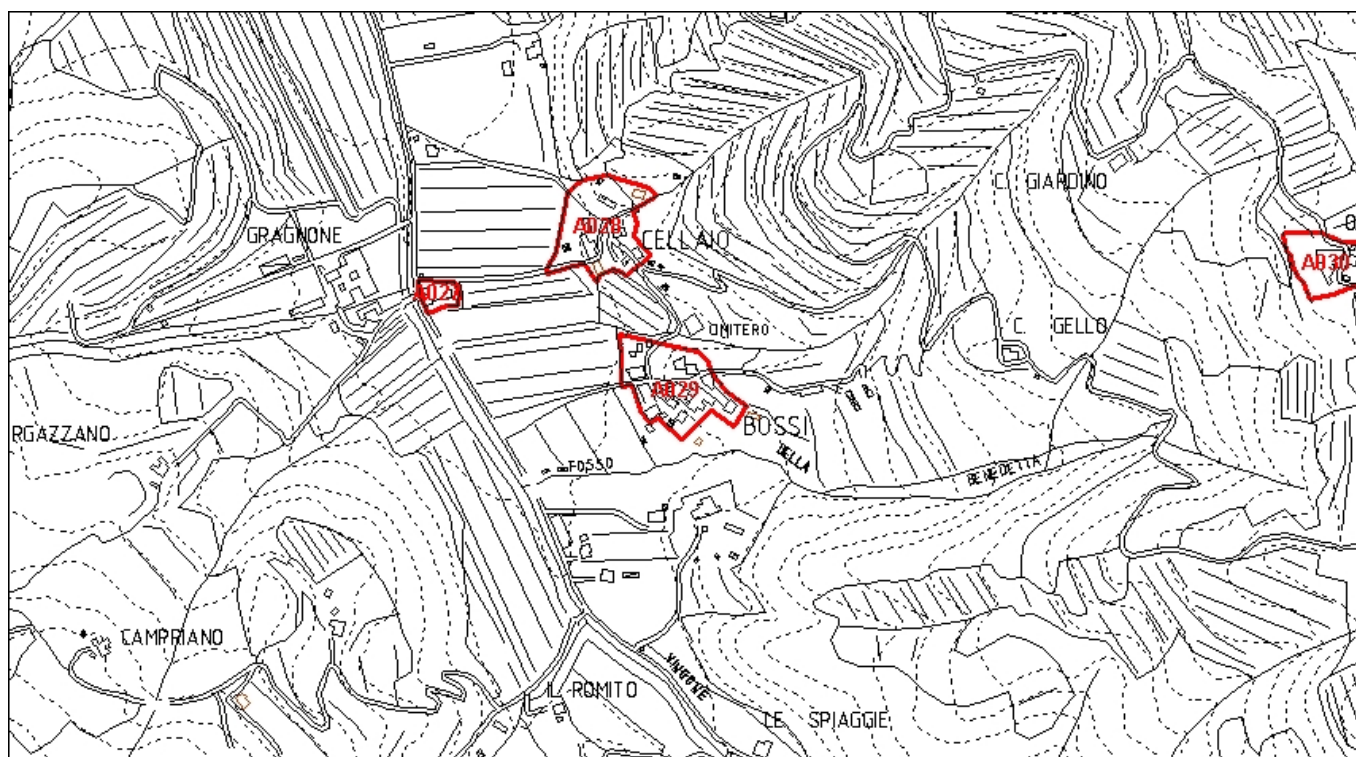 C. GIARDINO
A028
GRAGNONE
CELLAIO
A030
A027
CIMITERO
C. GELLO
A029
BOSSI
RGAZZANO
DELLA
FOSSO
BENEDETTA
CAMPRIANO
VINGONE
IL ROMITO
LE SPIAGGIE